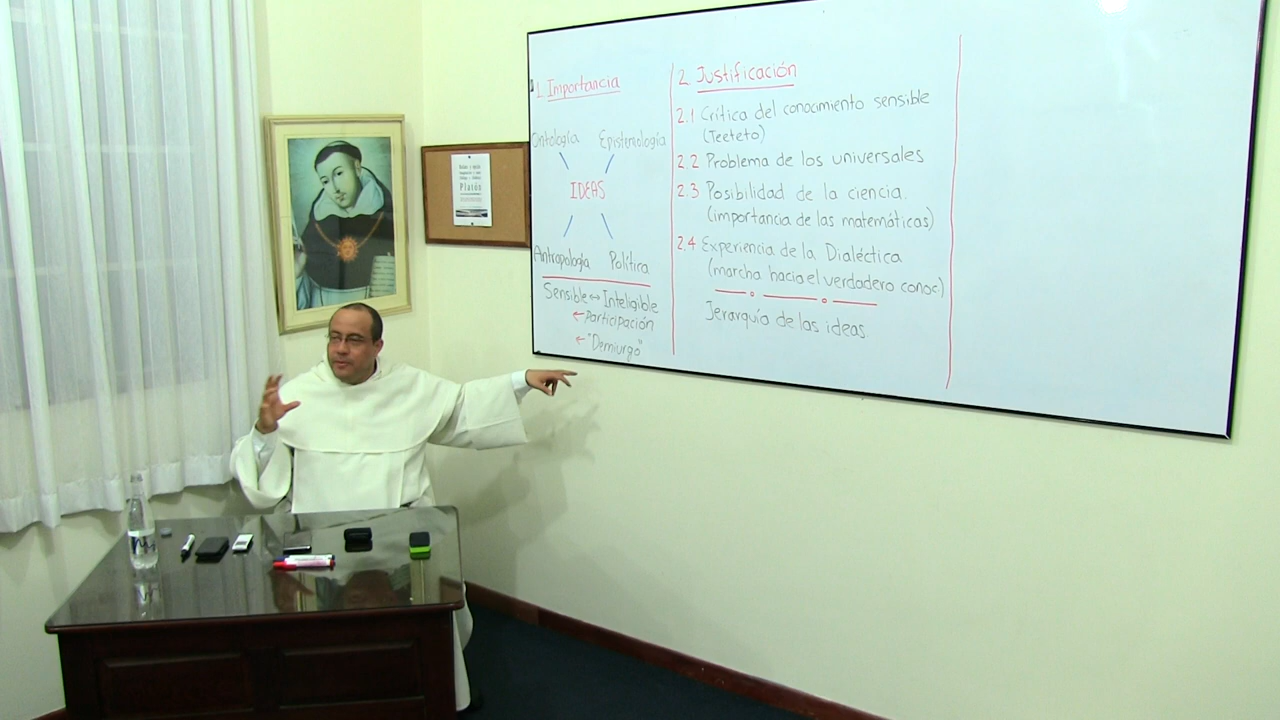 Platón
1. Importancia
Ontología Epistemología
IDEAS
Antropología Política
Sensible ↔ Inteligible
← Participación
← "Demiurgo"
2. Justificación
2.1 Crítica del conocimiento sensible
(Teeteto)
2.2 Problema de los universales
2.3 Posibilidad de la ciencia.
(importancia de las matemáticas)
2.4 Experiencia de la Dialéctica
(marcha hacia el verdadero conoc.)
Jerarquía de las ideas.